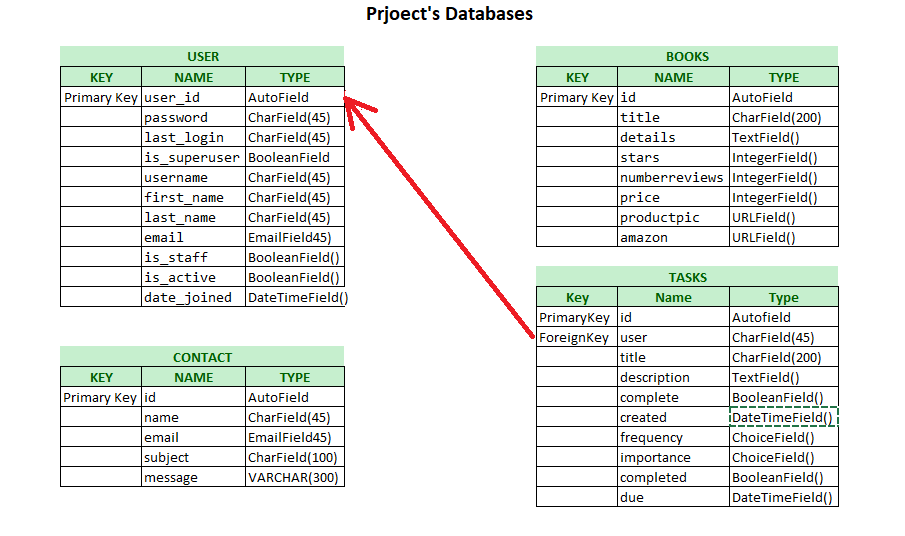 Prjoect's Databases
USER
KEY NAME TYPE
Primary Key user_id AutoField
password CharField(45)
last_login CharField(45)
is_superuser BooleanField
username CharField(45)
first_name CharField(45)
last_name CharField(45)
email EmailField45)
is_staff BooleanField()
is_active BooleanField()
date_joined DateTimeField()
CONTACT
KEY NAME TYPE
Primary Key id AutoField
name CharField(45)
email EmailField45)
subject CharField(100)
message VARCHAR(300)
BOOKS
KEY NAME TYPE
Primary Key id AutoField
title CharField(200)
details TextField()
stars IntegerField()
numberreviews IntegerField()
price IntegerField()
productpic URLField()
amazon URLField()
TASKS
Key Name Type
PrimaryKey id Autofield
ForeignKey user CharField(45)
title CharField(200)
description TextField()
complete BooleanField()
created DateTimeField()
frequency ChoiceField()
importance ChoiceField()
completed BooleanField()
due DateTimeField()